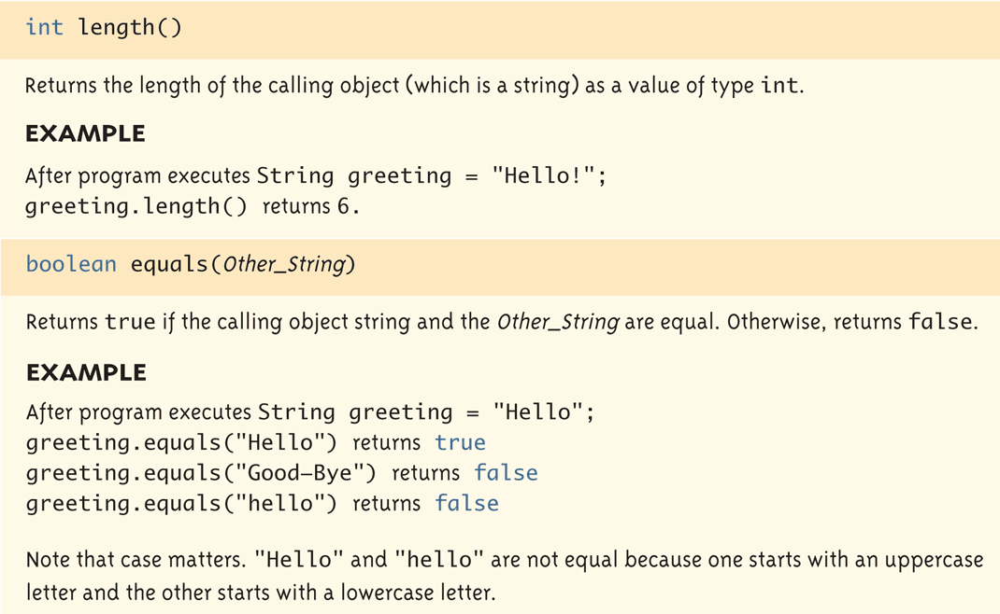 int length()
Returns the length of the calling object (which is a string) as a value of type int.
EXAMPLE
After program executes String greeting = "Hello!";
greeting.length() returns 6.
boolean equals(Other_String)
Returns true if the calling object string and the Other_String are equal. Otherwise, returns false.
EXAMPLE
After program executes String greeting = "Hello";
greeting.equals("Hello") returns true
greeting.equals("Good–Bye") returns false
greeting.equals("hello") returns false
Note that case matters. "Hello" and "hello" are not equal because one starts with an uppercase
letter and the other starts with a lowercase letter.